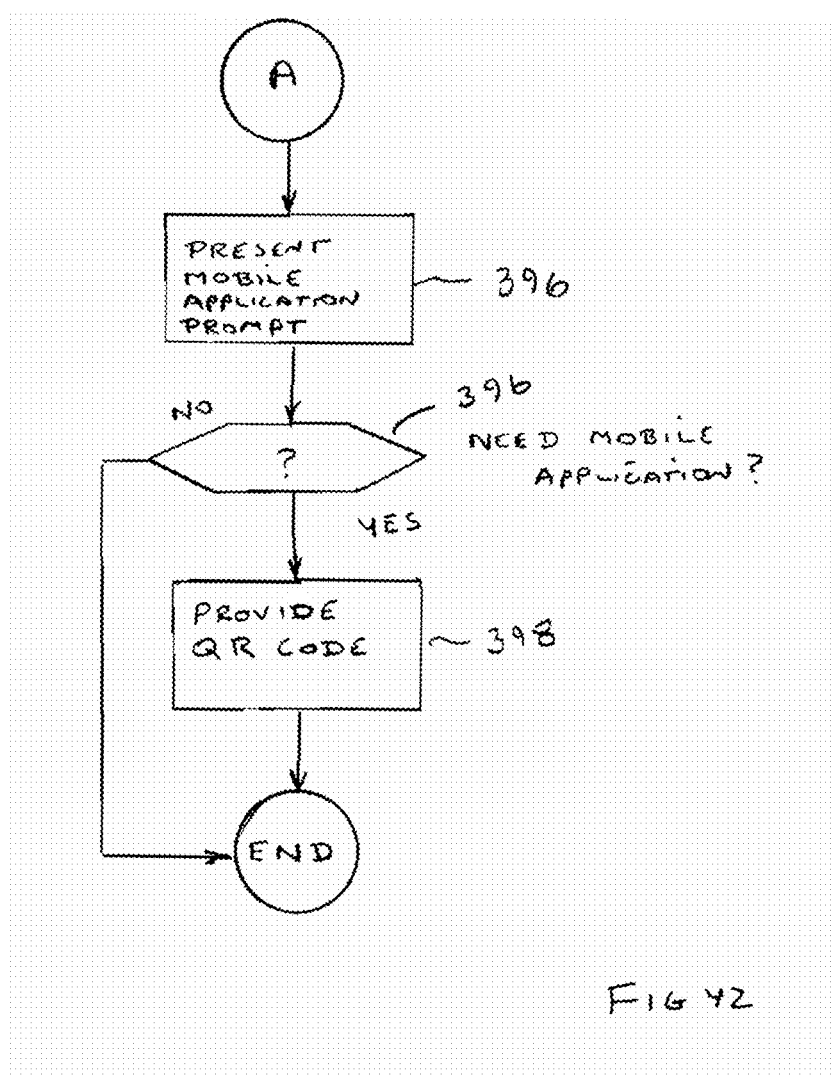 A
PRESENT
MOBILE
APPLICATION
PROMPT
396
NO
396
?
NEED MOBILE
APPLICATION?
YES
PROVIDE
QR CODE
398
END
FIG 42